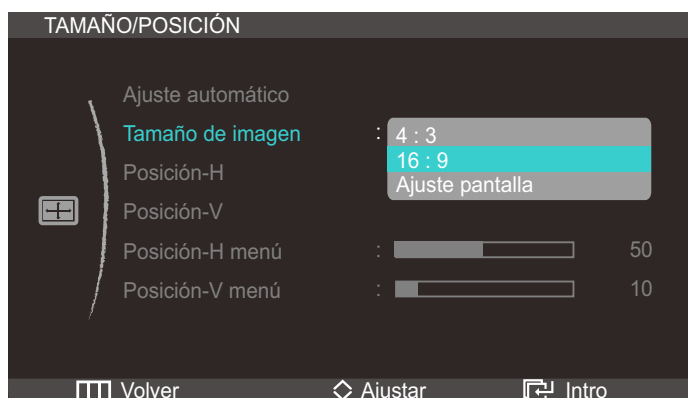 TAMAÑO/POSICIÓN
Ajuste automático
Tamaño de imagen : 4 : 3
16 : 9
Posición-H
Ajuste pantalla
Posición-V
Posición-H menú : 50
Posición-V menú : 10
Volver Ajustar Intro